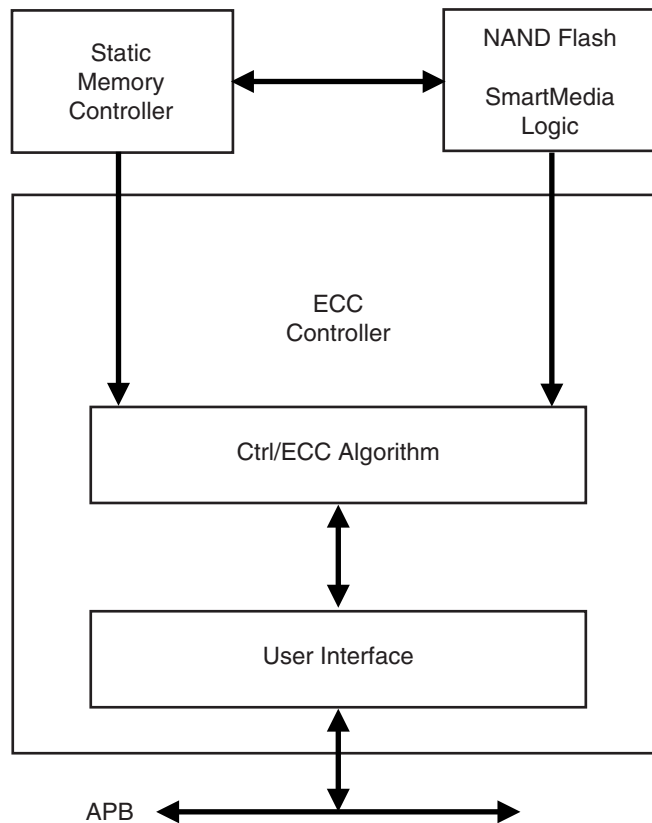 Static
Memory
Controller
NAND Flash
SmartMedia
Logic
ECC
Controller
Ctrl/ECC Algorithm
User Interface
APB